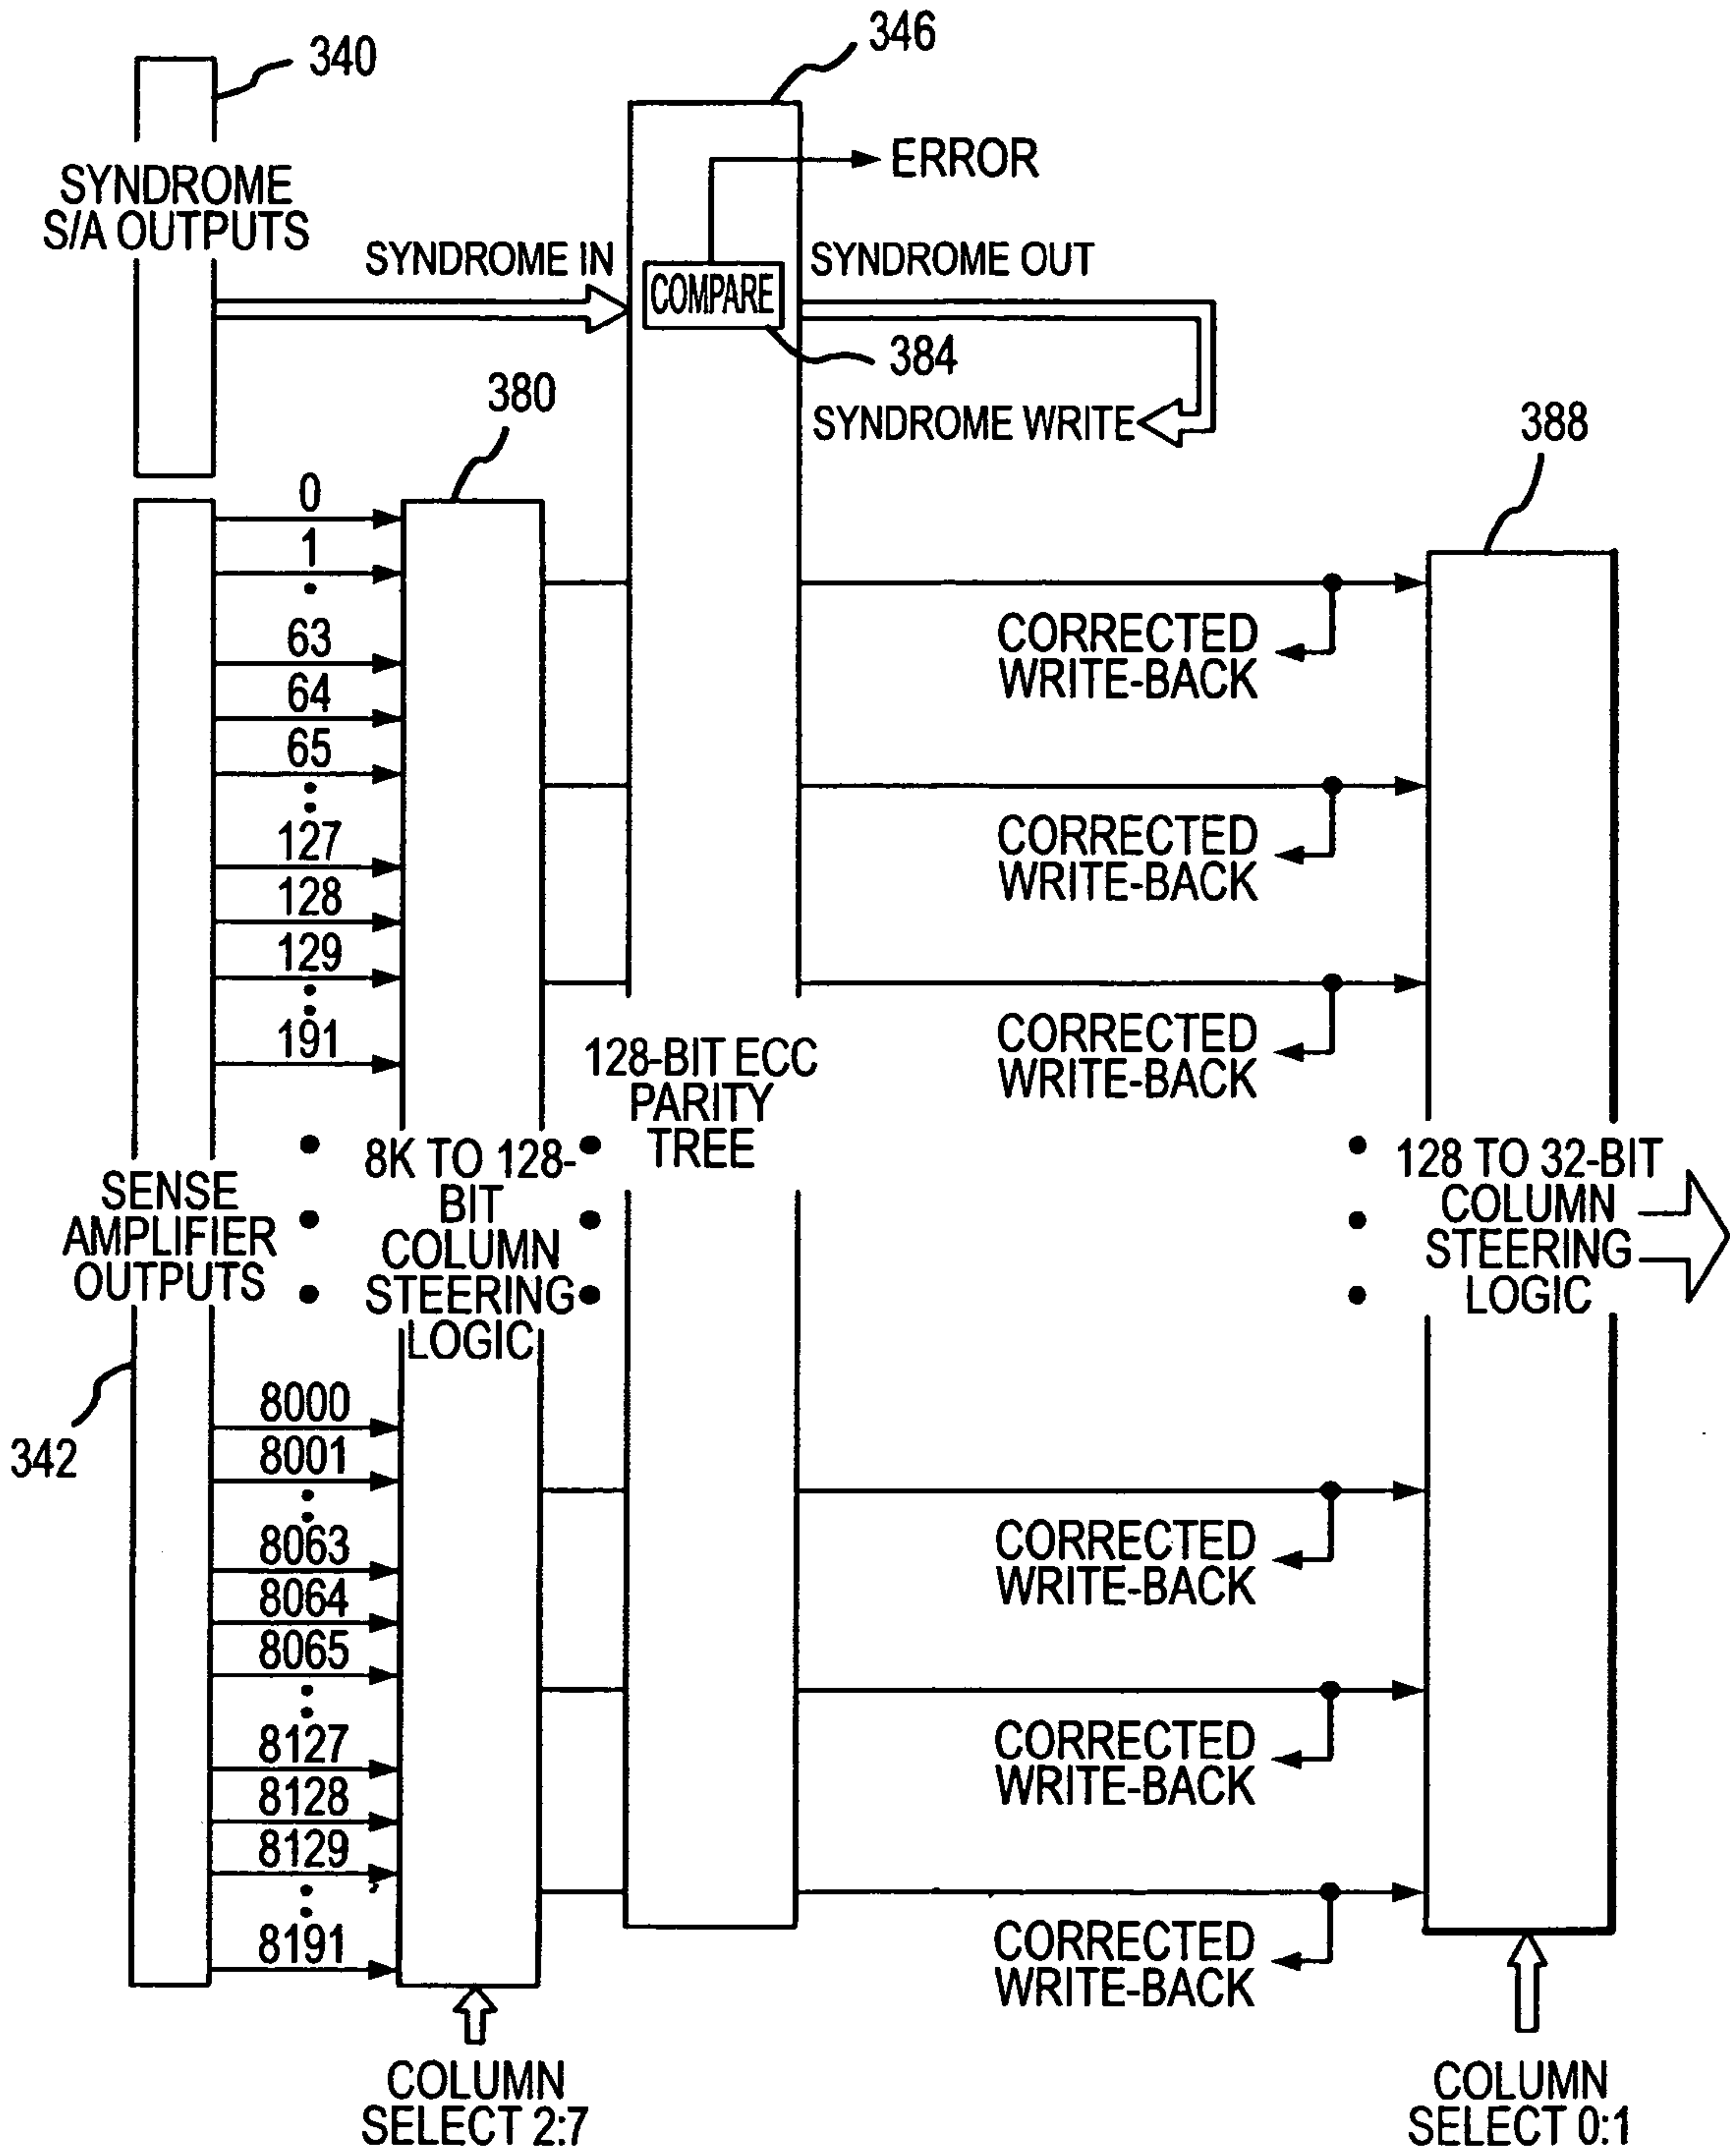 346
340
ERROR
SYNDROME
S/A OUTPUTS
SYNDROME IN
SYNDROME OUT
COMPARE
384
380
SYNDROME WRITE
388
0
1
63
64
65
127
128
129
191
CORRECTED
WRITE-BACK
CORRECTED
WRITE-BACK
CORRECTED
WRITE-BACK
128-BIT ECC
PARITY
TREE
SENSE
AMPLIFIER
OUTPUTS
8K TO 128-
BIT
COLUMN
STEERING
LOGIC
128 TO 32-BIT
COLUMN
STEERING
LOGIC
342
8000
8001
8063
8064
8065
8127
8128
8129
8191
CORRECTED
WRITE-BACK
CORRECTED
WRITE-BACK
CORRECTED
WRITE-BACK
COLUMN
SELECT 2:7
COLUMN
SELECT 0:1